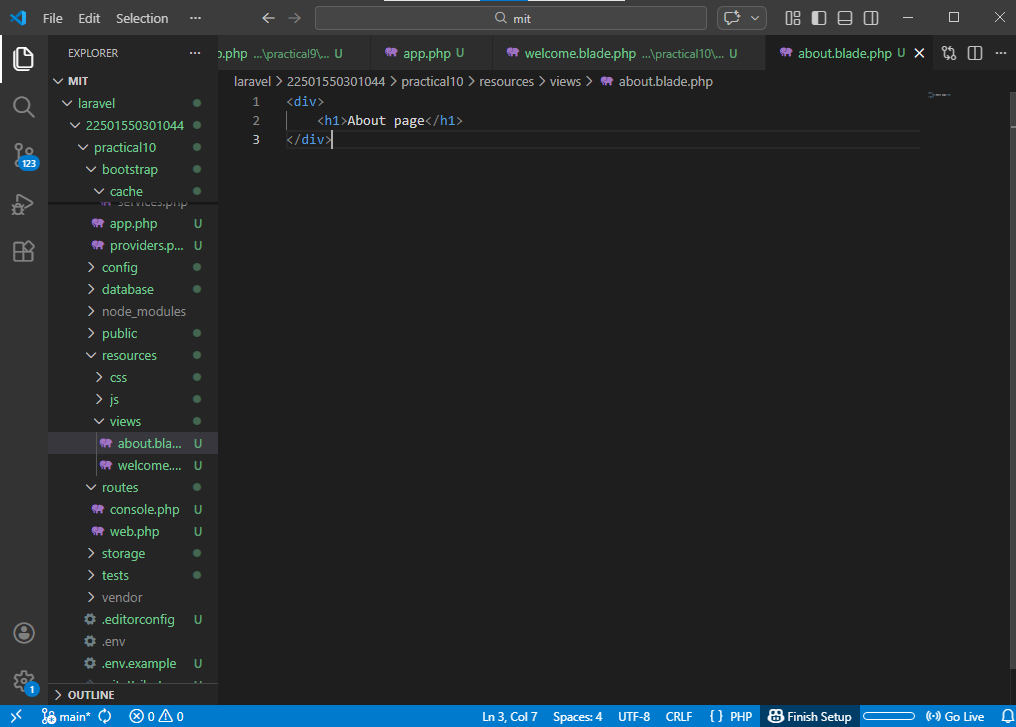 File Edit Selection ··· mit
EXPLORER ···
.php ...\practical9\... U app.php U welcome.blade.php ...\practical10\... U about.blade.php U
laravel > 22501550301044 > practical10 > resources > views > about.blade.php
1 <div>
2 <h1>About page</h1>
3 </div>
MIT
laravel
22501550301044
practical10
bootstrap
cache
services.php
app.php U
providers.p... U
config
database
node_modules
public
resources
css
js
views
about.bla... U
welcome.... U
routes
console.php U
web.php U
storage
tests
vendor
.editorconfig U
.env
.env.example U
OUTLINE
123
1
main* 0 0 Ln 3, Col 7 Spaces: 4 UTF-8 CRLF { } PHP Finish Setup Go Live